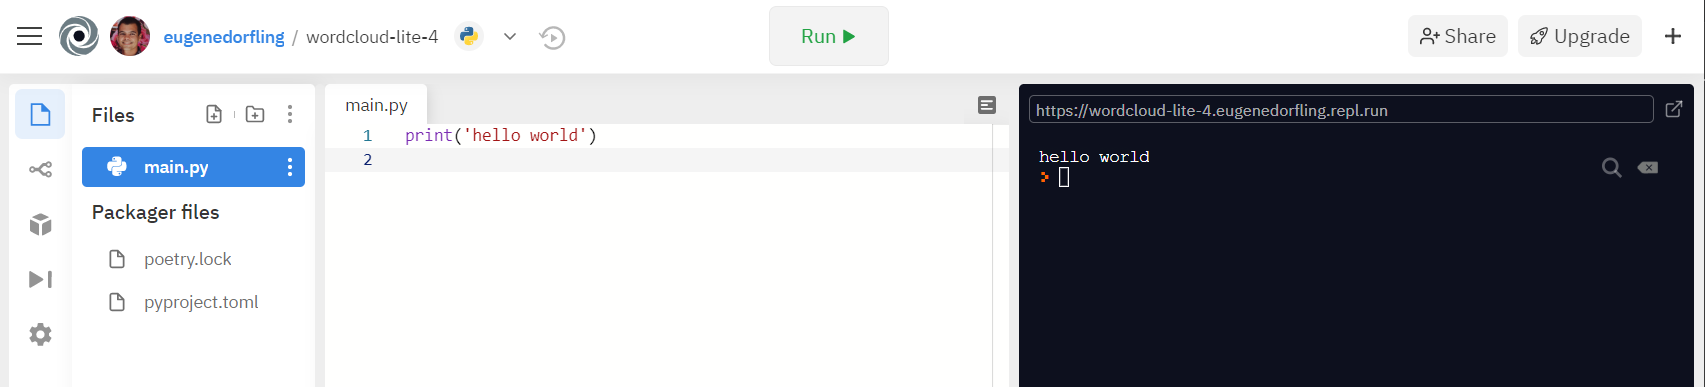 eugenedorfling / wordcloud-lite-4
Run
Share
Upgrade
Files
main.py
Packager files
poetry.lock
pyproject.toml
main.py
1 print('hello world')
2
https://wordcloud-lite-4.eugenedorfling.repl.run
hello world